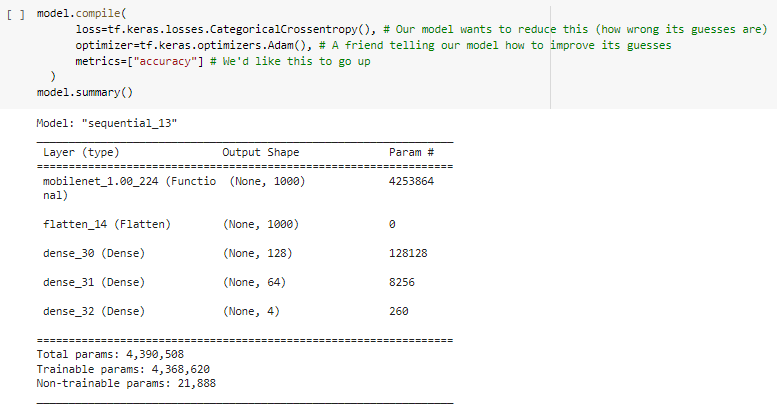 [ ] model.compile(
loss=tf.keras.losses.CategoricalCrossentropy(), # Our model wants to reduce this (how wrong its guesses are)
optimizer=tf.keras.optimizers.Adam(), # A friend telling our model how to improve its guesses
metrics=["accuracy"] # We'd like this to go up
)
model.summary()
Model: "sequential_13"
_________________________________________________________________
Layer (type) Output Shape Param #
=================================================================
mobilenet_1.00_224 (Functio (None, 1000) 4253864
nal)
flatten_14 (Flatten) (None, 1000) 0
dense_30 (Dense) (None, 128) 128128
dense_31 (Dense) (None, 64) 8256
dense_32 (Dense) (None, 4) 260
=================================================================
Total params: 4,390,508
Trainable params: 4,368,620
Non-trainable params: 21,888
_________________________________________________________________